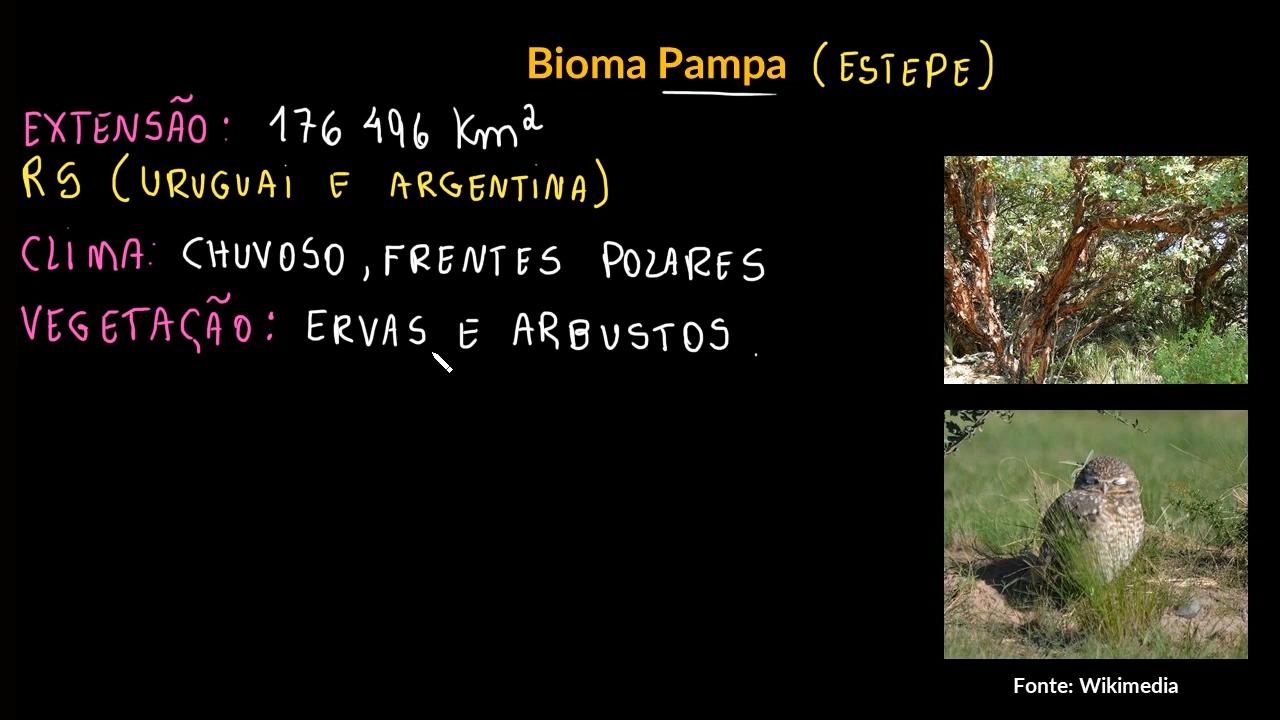 Bioma Pampa (ESTEPE)
EXTENSÃO: 176 496 Km²
RS (URUGUAI E ARGENTINA)
CLIMA: CHUVOSO, FRENTES POLARES
VEGETAÇÃO: ERVAS E ARBUSTOS.
Fonte: Wikimedia